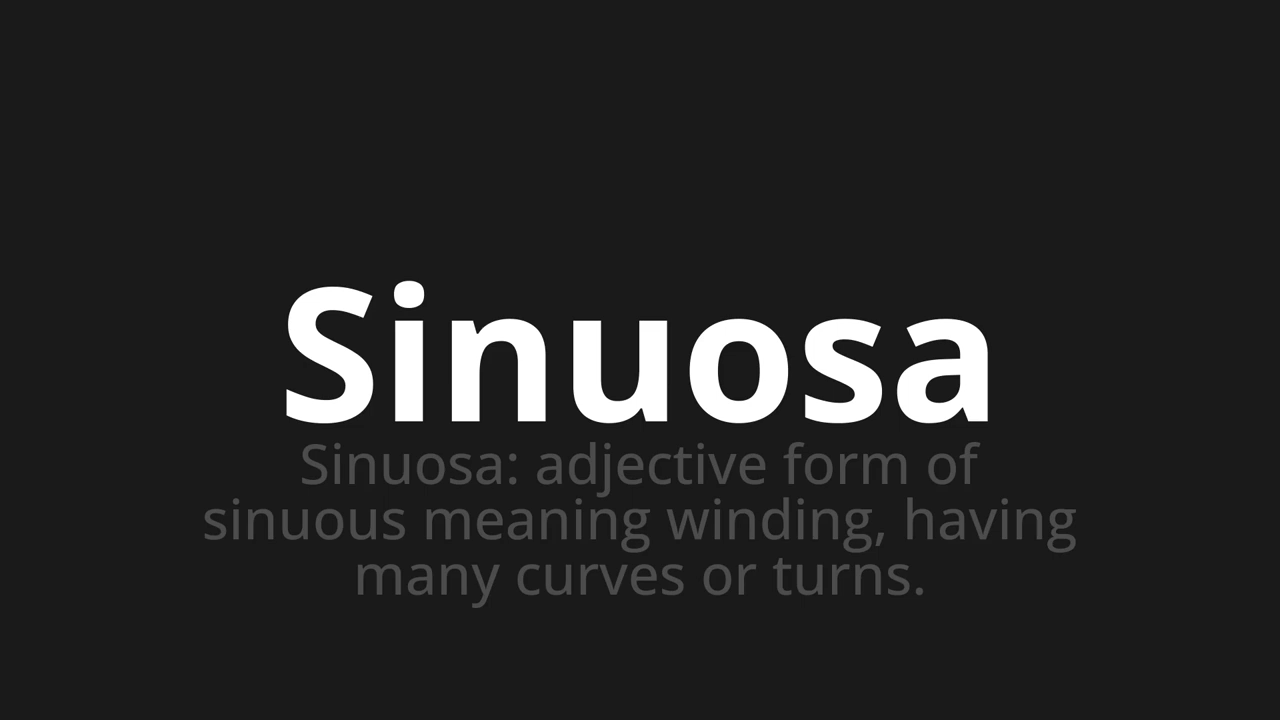 Sinuosa
Sinuosa: adjective form of
sinuous meaning winding, having
many curves or turns.